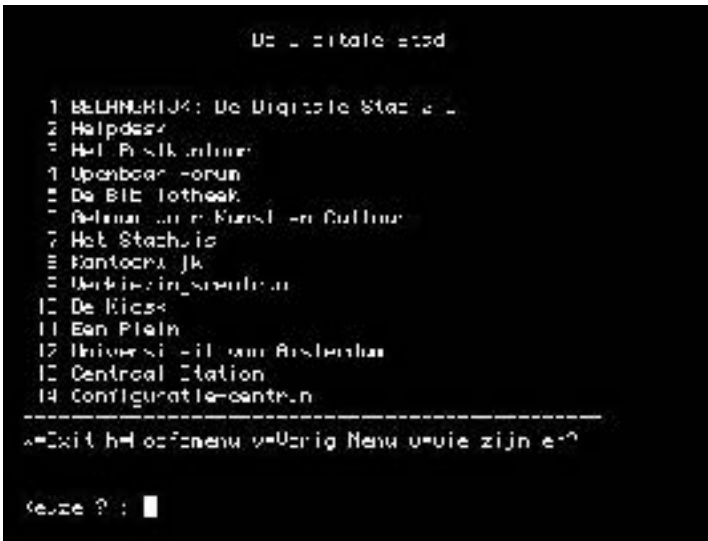 De Digitale Stad
1 BELANGRIJK: De Digitale Stad
2 Helpdesk
3 Het Postkantoor
4 Openbaar Forum
5 De Bibliotheek
6 Gebouw voor Kunst en Cultuur
7 Het Stadhuis
8 Kantoorwijk
9 Verkiezingscentrum
10 De Kiosk
11 Een Plein
12 Universiteit van Amsterdam
13 Centraal Station
14 Configuratie-centrum
x=Exit h=Hoofdmenu v=Vorig Menu w=wie zijn er?
Keuze ? :